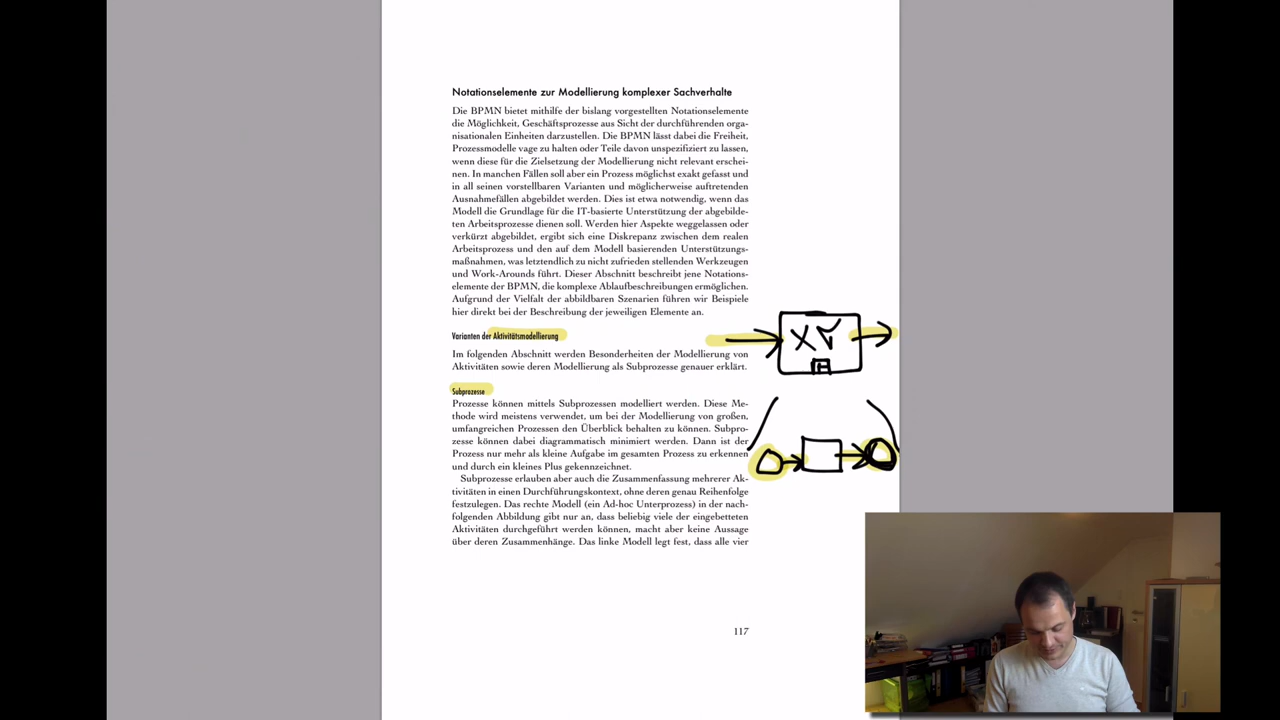 Notationselemente zur Modellierung komplexer Sachverhalte
Die BPMN bietet mithilfe der bislang vorgestellten Notationselemente
die Möglichkeit, Geschäftsprozesse aus Sicht der durchführenden orga-
nisationalen Einheiten darzustellen. Die BPMN lässt dabei die Freiheit,
Prozessmodelle vage zu halten oder Teile davon unspezifiziert zu lassen,
wenn diese für die Zielsetzung der Modellierung nicht relevant erschei-
nen. In manchen Fällen soll aber ein Prozess möglichst exakt gefasst und
in all seinen vorstellbaren Varianten und möglicherweise auftretenden
Ausnahmefällen abgebildet werden. Dies ist etwa notwendig, wenn das
Modell die Grundlage für die IT-basierte Unterstützung der abgebilde-
ten Arbeitsprozesse dienen soll. Werden hier Aspekte weggelassen oder
verkürzt abgebildet, ergibt sich eine Diskrepanz zwischen dem realen
Arbeitsprozess und den auf dem Modell basierenden Unterstützungs-
maßnahmen, was letztendlich zu nicht zufrieden stellenden Werkzeugen
und Work-Arounds führt. Dieser Abschnitt beschreibt jene Notations-
elemente der BPMN, die komplexe Ablaufbeschreibungen ermöglichen.
Aufgrund der Vielfalt der abbildbaren Szenarien führen wir Beispiele
hier direkt bei der Beschreibung der jeweiligen Elemente an.
Varianten der Aktivitätsmodellierung
Im folgenden Abschnitt werden Besonderheiten der Modellierung von
Aktivitäten sowie deren Modellierung als Subprozesse genauer erklärt.
Subprozesse
Prozesse können mittels Subprozessen modelliert werden. Diese Me-
thode wird meistens verwendet, um bei der Modellierung von großen,
umfangreichen Prozessen den Überblick behalten zu können. Subpro-
zesse können dabei diagrammatisch minimiert werden. Dann ist der
Prozess nur mehr als kleine Aufgabe im gesamten Prozess zu erkennen
und durch ein kleines Plus gekennzeichnet.
Subprozesse erlauben aber auch die Zusammenfassung mehrerer Ak-
tivitäten in einen Durchführungskontext, ohne deren genau Reihenfolge
festzulegen. Das rechte Modell (ein Ad-hoc Unterprozess) in der nach-
folgenden Abbildung gibt nur an, dass beliebig viele der eingebetteten
Aktivitäten durchgeführt werden können, macht aber keine Aussage
über deren Zusammenhänge. Das linke Modell legt fest, dass alle vier
117